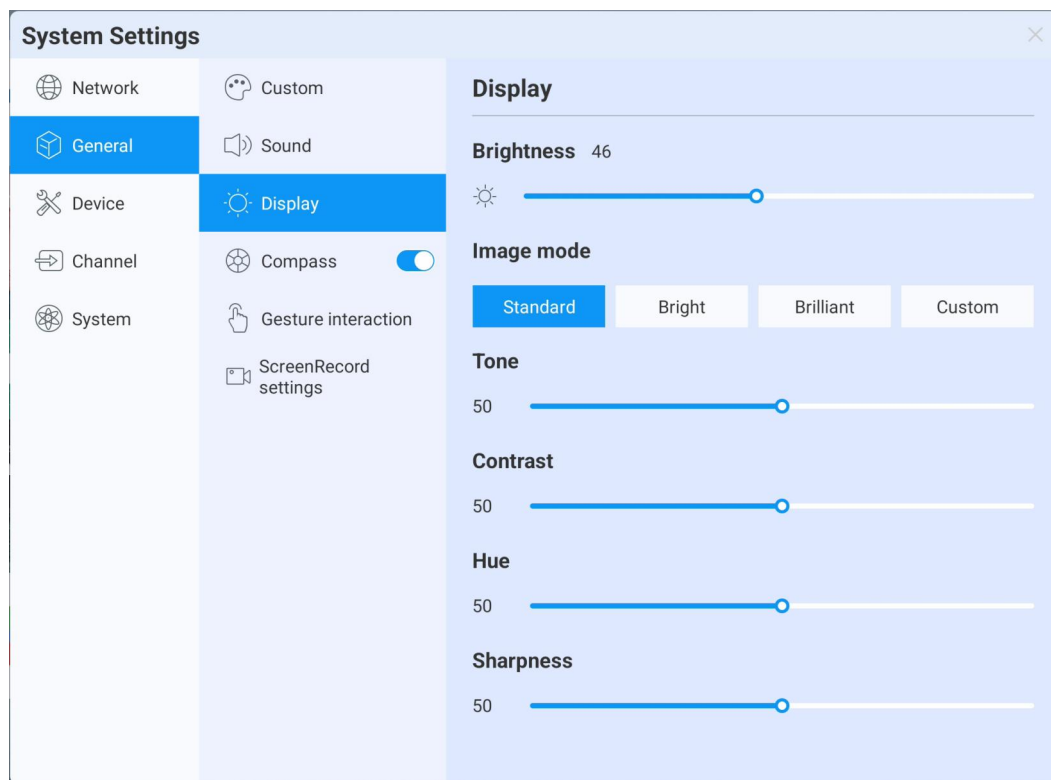 System Settings
Network
General
Device
Channel
System
Custom
Sound
Display
Compass
Gesture interaction
ScreenRecord
settings
Display
Brightness 46
Image mode
Standard Bright Brilliant Custom
Tone
50
Contrast
50
Hue
50
Sharpness
50